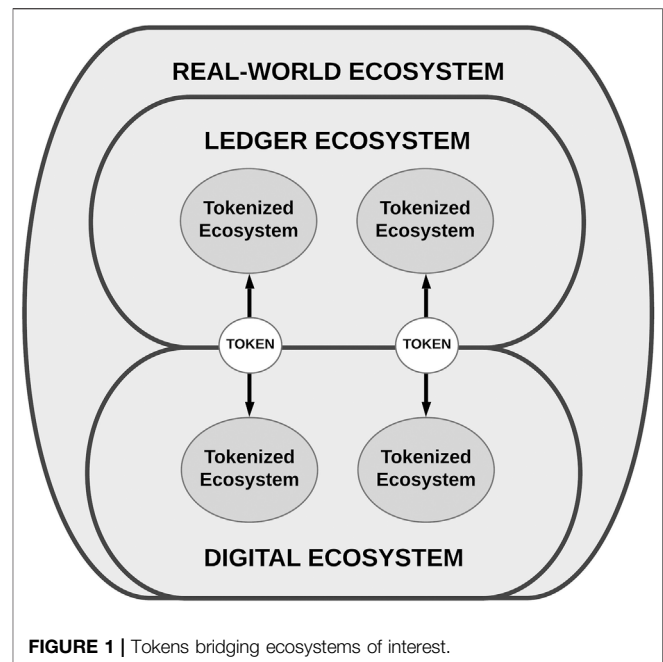 REAL-WORLD ECOSYSTEM
LEDGER ECOSYSTEM
Tokenized Tokenized
Ecosystem Ecosystem
TOKEN TOKEN
Tokenized Tokenized
Ecosystem Ecosystem
DIGITAL ECOSYSTEM
FIGURE 1 | Tokens bridging ecosystems of interest.